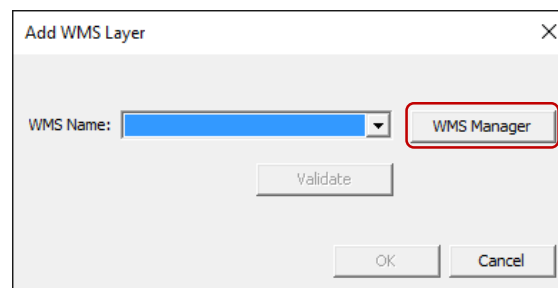 Add WMS Layer
WMS Name:
WMS Manager
Validate
OK
Cancel